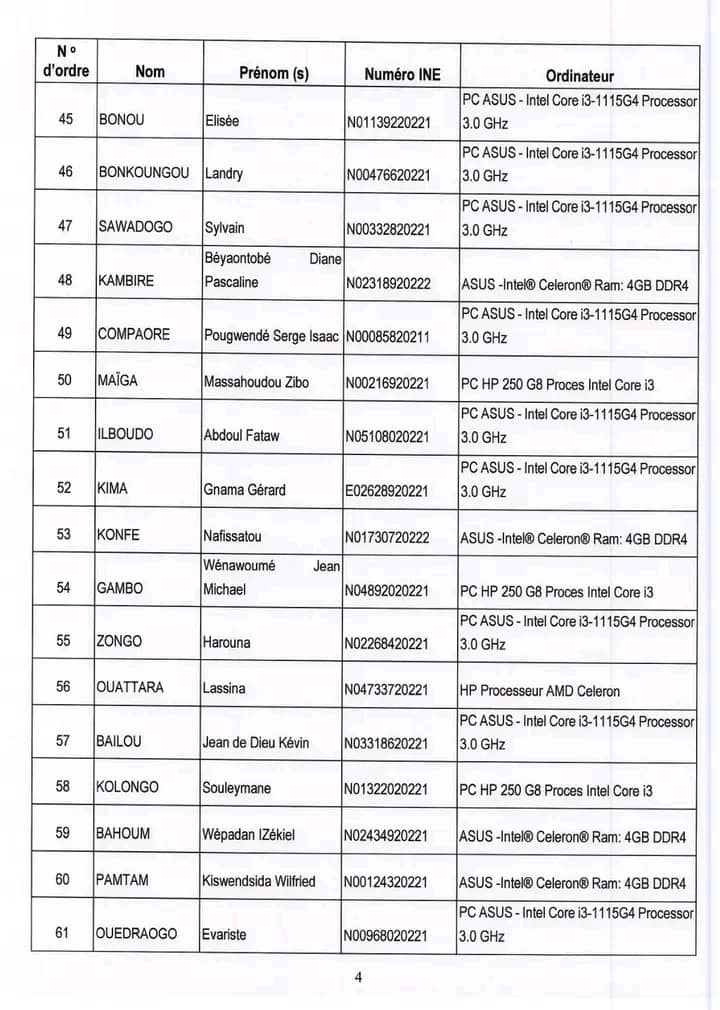 N° d'ordre Nom Prénom (s) Numéro INE Ordinateur
45 BONOU Elisée N01139220221 PC ASUS - Intel Core i3-1115G4 Processor 3.0 GHz
46 BONKOUNGOU Landry N00476620221 PC ASUS - Intel Core i3-1115G4 Processor 3.0 GHz
47 SAWADOGO Sylvain N00332820221 PC ASUS - Intel Core i3-1115G4 Processor 3.0 GHz
48 KAMBIRE Béyaontobé Diane Pascaline N02318920222 ASUS -Intel® Celeron® Ram: 4GB DDR4
49 COMPAORE Pougwendé Serge Isaac N00085820211 PC ASUS - Intel Core i3-1115G4 Processor 3.0 GHz
50 MAÏGA Massahoudou Zibo N00216920221 PC HP 250 G8 Proces Intel Core i3
51 ILBOUDO Abdoul Fataw N05108020221 PC ASUS - Intel Core i3-1115G4 Processor 3.0 GHz
52 KIMA Gnama Gérard E02628920221 PC ASUS - Intel Core i3-1115G4 Processor 3.0 GHz
53 KONFE Nafissatou N01730720222 ASUS -Intel® Celeron® Ram: 4GB DDR4
54 GAMBO Wénawoumé Jean Michael N04892020221 PC HP 250 G8 Proces Intel Core i3
55 ZONGO Harouna N02268420221 PC ASUS - Intel Core i3-1115G4 Processor 3.0 GHz
56 OUATTARA Lassina N04733720221 HP Processeur AMD Celeron
57 BAILOU Jean de Dieu Kévin N03318620221 PC ASUS - Intel Core i3-1115G4 Processor 3.0 GHz
58 KOLONGO Souleymane N01322020221 PC HP 250 G8 Proces Intel Core i3
59 BAHOUM Wépadan IZékiel N02434920221 ASUS -Intel® Celeron® Ram: 4GB DDR4
60 PAMTAM Kiswendsida Wilfried N00124320221 ASUS -Intel® Celeron® Ram: 4GB DDR4
61 OUEDRAOGO Evariste N00968020221 PC ASUS - Intel Core i3-1115G4 Processor 3.0 GHz
4